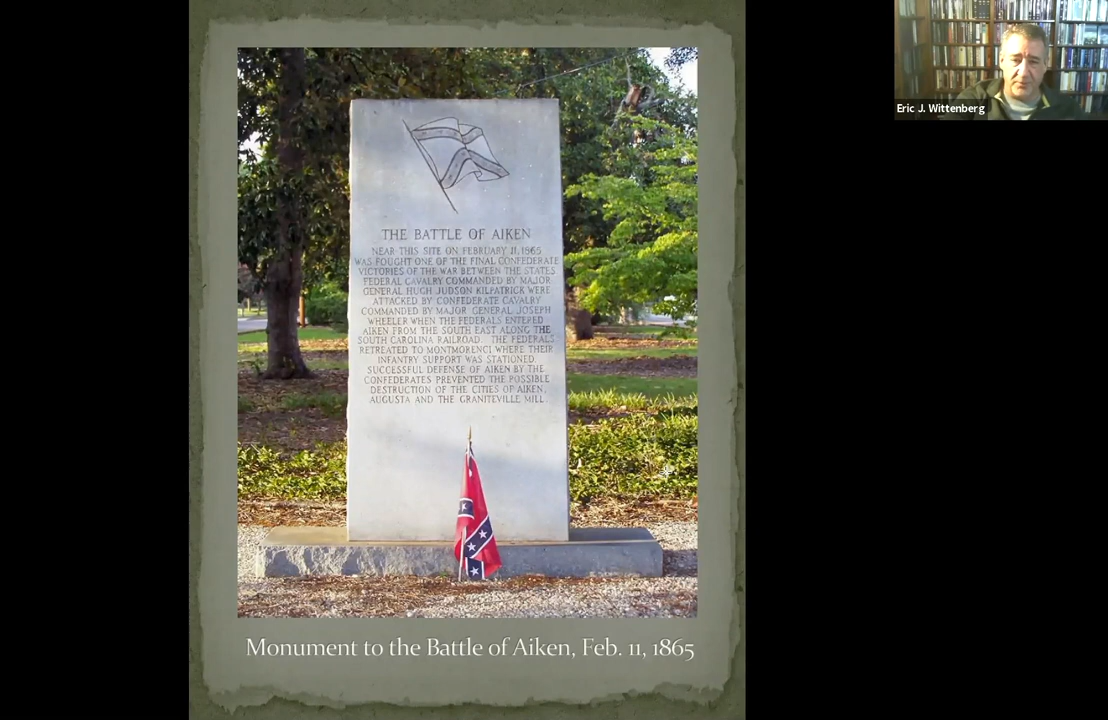 Eric J. Wittenberg
THE BATTLE OF AIKEN
NEAR THIS SITE ON FEBRUARY 11, 1865
WAS FOUGHT ONE OF THE FINAL CONFEDERATE
VICTORIES OF THE WAR BETWEEN THE STATES
FEDERAL CAVALRY COMMANDED BY MAJOR
GENERAL HUGH JUDSON KILPATRICK WERE
ATTACKED BY CONFEDERATE CAVALRY
COMMANDED BY MAJOR GENERAL JOSEPH
WHEELER WHEN THE FEDERALS ENTERED
AIKEN FROM THE SOUTH EAST ALONG THE
SOUTH CAROLINA RAILROAD. THE FEDERALS
RETREATED TO MONTMORENCI WHERE THEIR
INFANTRY SUPPORT WAS STATIONED.
SUCCESSFUL DEFENSE OF AIKEN BY THE
CONFEDERATES PREVENTED THE POSSIBLE
DESTRUCTION OF THE CITIES OF AIKEN,
AUGUSTA AND THE GRANITEVILLE MILL
Monument to the Battle of Aiken, Feb. 11, 1865